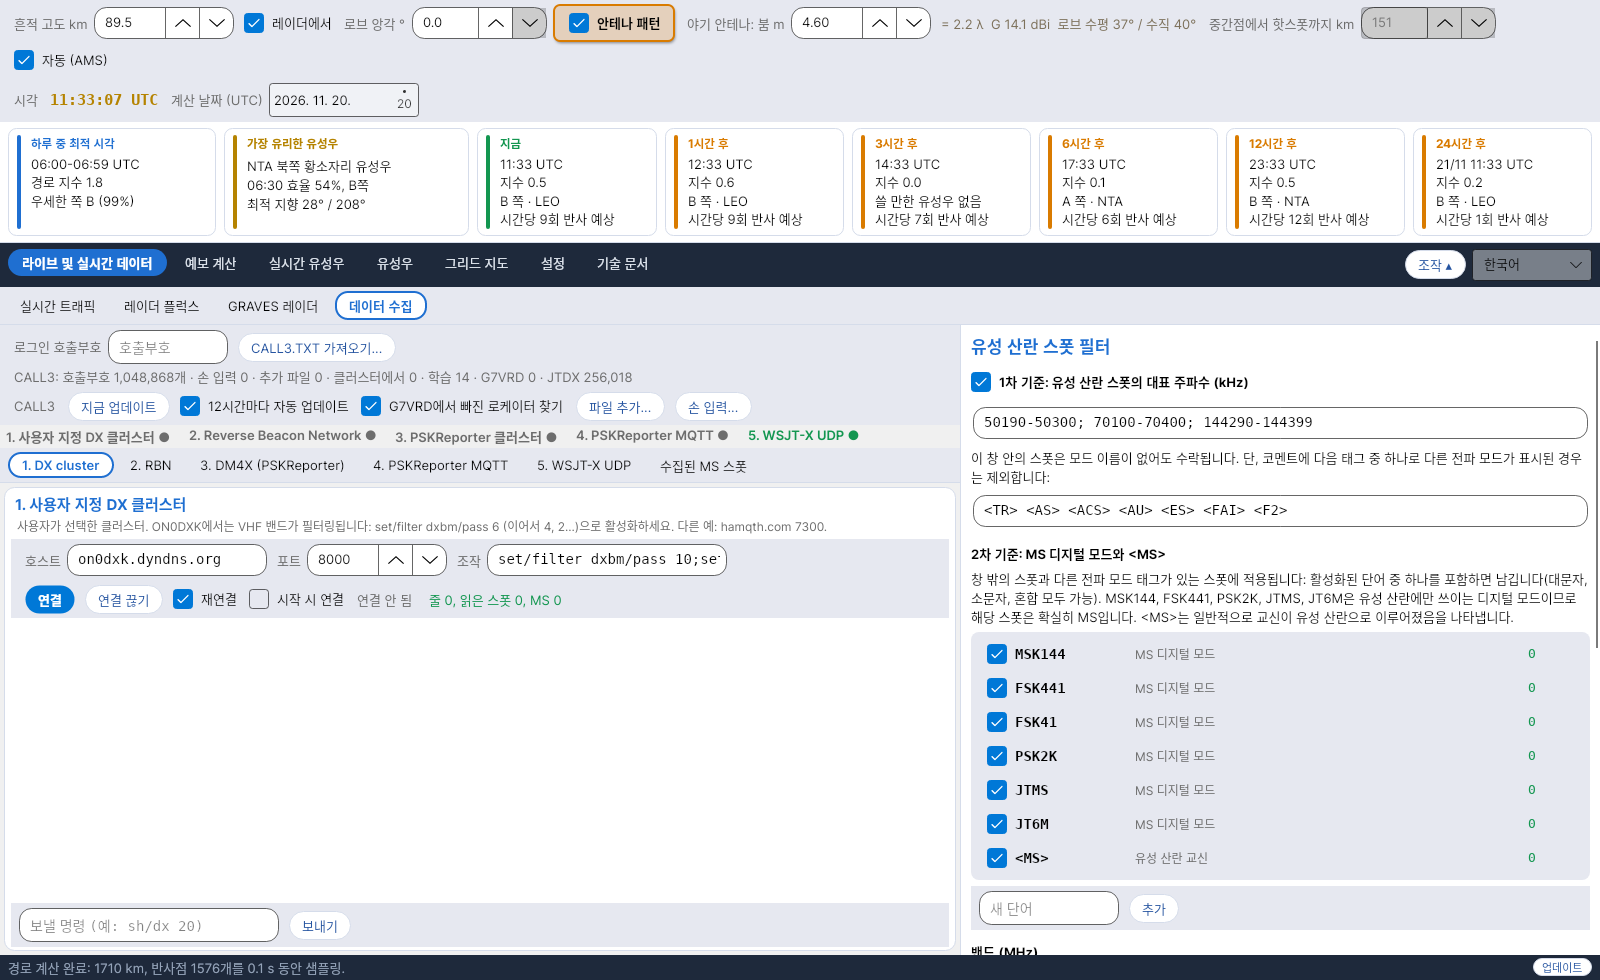 흔적 고도 km 89.5 레이더에서 로브 앙각 ° 0.0 안테나 패턴 야기 안테나: 붐 m 4.60 = 2.2 λ G 14.1 dBi 로브 수평 37° / 수직 40° 중간점에서 핫스폿까지 km 151
자동 (AMS)
시각 11:33:07 UTC 계산 날짜 (UTC) 2026. 11. 20. 20
하루 중 최적 시각
06:00-06:59 UTC
경로 지수 1.8
우세한 쪽 B (99%)
가장 유리한 유성우
NTA 북쪽 황소자리 유성우
06:30 효율 54%, B쪽
최적 지향 28° / 208°
지금
11:33 UTC
지수 0.5
B 쪽 · LEO
시간당 9회 반사 예상
1시간 후
12:33 UTC
지수 0.6
B 쪽 · LEO
시간당 9회 반사 예상
3시간 후
14:33 UTC
지수 0.0
쓸 만한 유성우 없음
시간당 7회 반사 예상
6시간 후
17:33 UTC
지수 0.1
A 쪽 · NTA
시간당 6회 반사 예상
12시간 후
23:33 UTC
지수 0.5
B 쪽 · NTA
시간당 12회 반사 예상
24시간 후
21/11 11:33 UTC
지수 0.2
B 쪽 · LEO
시간당 1회 반사 예상
라이브 및 실시간 데이터 예보 계산 실시간 유성우 유성우 그리드 지도 설정 기술 문서 조작 ▴ 한국어
실시간 트래픽 레이더 플럭스 GRAVES 레이더 데이터 수집
로그인 호출부호 호출부호 CALL3.TXT 가져오기...
CALL3: 호출부호 1,048,868개 · 손 입력 0 · 추가 파일 0 · 클러스터에서 0 · 학습 14 · G7VRD 0 · JTDX 256,018
CALL3 지금 업데이트 12시간마다 자동 업데이트 G7VRD에서 빠진 로케이터 찾기 파일 추가... 손 입력...
1. 사용자 지정 DX 클러스터 ● 2. Reverse Beacon Network ● 3. PSKReporter 클러스터 ● 4. PSKReporter MQTT ● 5. WSJT-X UDP ●
1. DX cluster 2. RBN 3. DM4X (PSKReporter) 4. PSKReporter MQTT 5. WSJT-X UDP 수집된 MS 스폿
1. 사용자 지정 DX 클러스터
사용자가 선택한 클러스터. ON0DXK에서는 VHF 밴드가 필터링됩니다: set/filter dxbm/pass 6 (이어서 4, 2...)으로 활성화하세요. 다른 예: hamqth.com 7300.
호스트 on0dxk.dyndns.org 포트 8000 조작 set/filter dxbm/pass 10;set
연결 연결 끊기 재연결 시작 시 연결 연결 안 됨 줄 0, 읽은 스폿 0, MS 0
보낼 명령 (예: sh/dx 20) 보내기
유성 산란 스폿 필터
1차 기준: 유성 산란 스폿의 대표 주파수 (kHz)
50190-50300; 70100-70400; 144290-144399
이 창 안의 스폿은 모드 이름이 없어도 수락됩니다. 단, 코멘트에 다음 태그 중 하나로 다른 전파 모드가 표시된 경우
는 제외합니다:
<TR> <AS> <ACS> <AU> <ES> <FAI> <F2>
2차 기준: MS 디지털 모드와 <MS>
창 밖의 스폿과 다른 전파 모드 태그가 있는 스폿에 적용됩니다: 활성화된 단어 중 하나를 포함하면 남깁니다(대문자,
소문자, 혼합 모두 가능). MSK144, FSK441, PSK2K, JTMS, JT6M은 유성 산란에만 쓰이는 디지털 모드이므로
해당 스폿은 확실히 MS입니다. <MS>는 일반적으로 교신이 유성 산란으로 이루어졌음을 나타냅니다.
MSK144 MS 디지털 모드 0
FSK441 MS 디지털 모드 0
FSK41 MS 디지털 모드 0
PSK2K MS 디지털 모드 0
JTMS MS 디지털 모드 0
JT6M MS 디지털 모드 0
<MS> 유성 산란 교신 0
새 단어 추가
밴드 (MHz)
경로 계산 완료: 1710 km, 반사점 1576개를 0.1 s 동안 샘플링. 업데이트